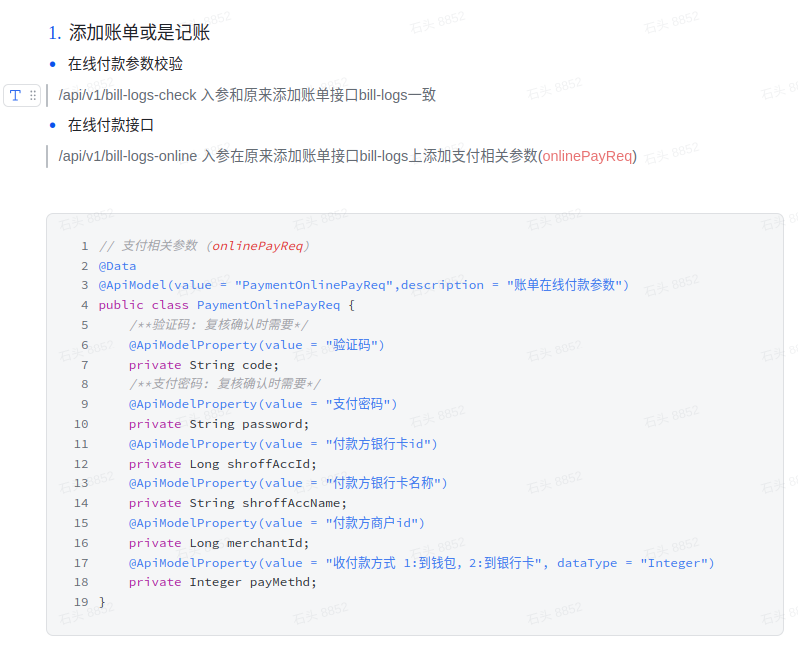 1. 添加账单或是记账
在线付款参数校验
/api/v1/bill-logs-check 入参和原来添加账单接口bill-logs一致
在线付款接口
/api/v1/bill-logs-online 入参在原来添加账单接口bill-logs上添加支付相关参数(onlinePayReq)
1 // 支付相关参数 (onlinePayReq)
2 @Data
3 @ApiModel(value = "PaymentOnlinePayReq",description = "账单在线付款参数")
4 public class PaymentOnlinePayReq {
5 /**验证码: 复核确认时需要*/
6 @ApiModelProperty(value = "验证码")
7 private String code;
8 /**支付密码: 复核确认时需要*/
9 @ApiModelProperty(value = "支付密码")
10 private String password;
11 @ApiModelProperty(value = "付款方银行卡id")
12 private Long shroffAccId;
13 @ApiModelProperty(value = "付款方银行卡名称")
14 private String shroffAccName;
15 @ApiModelProperty(value = "付款方商户id")
16 private Long merchantId;
17 @ApiModelProperty(value = "收付款方式 1:到钱包，2:到银行卡", dataType = "Integer")
18 private Integer payMethd;
19 }
石头 8852